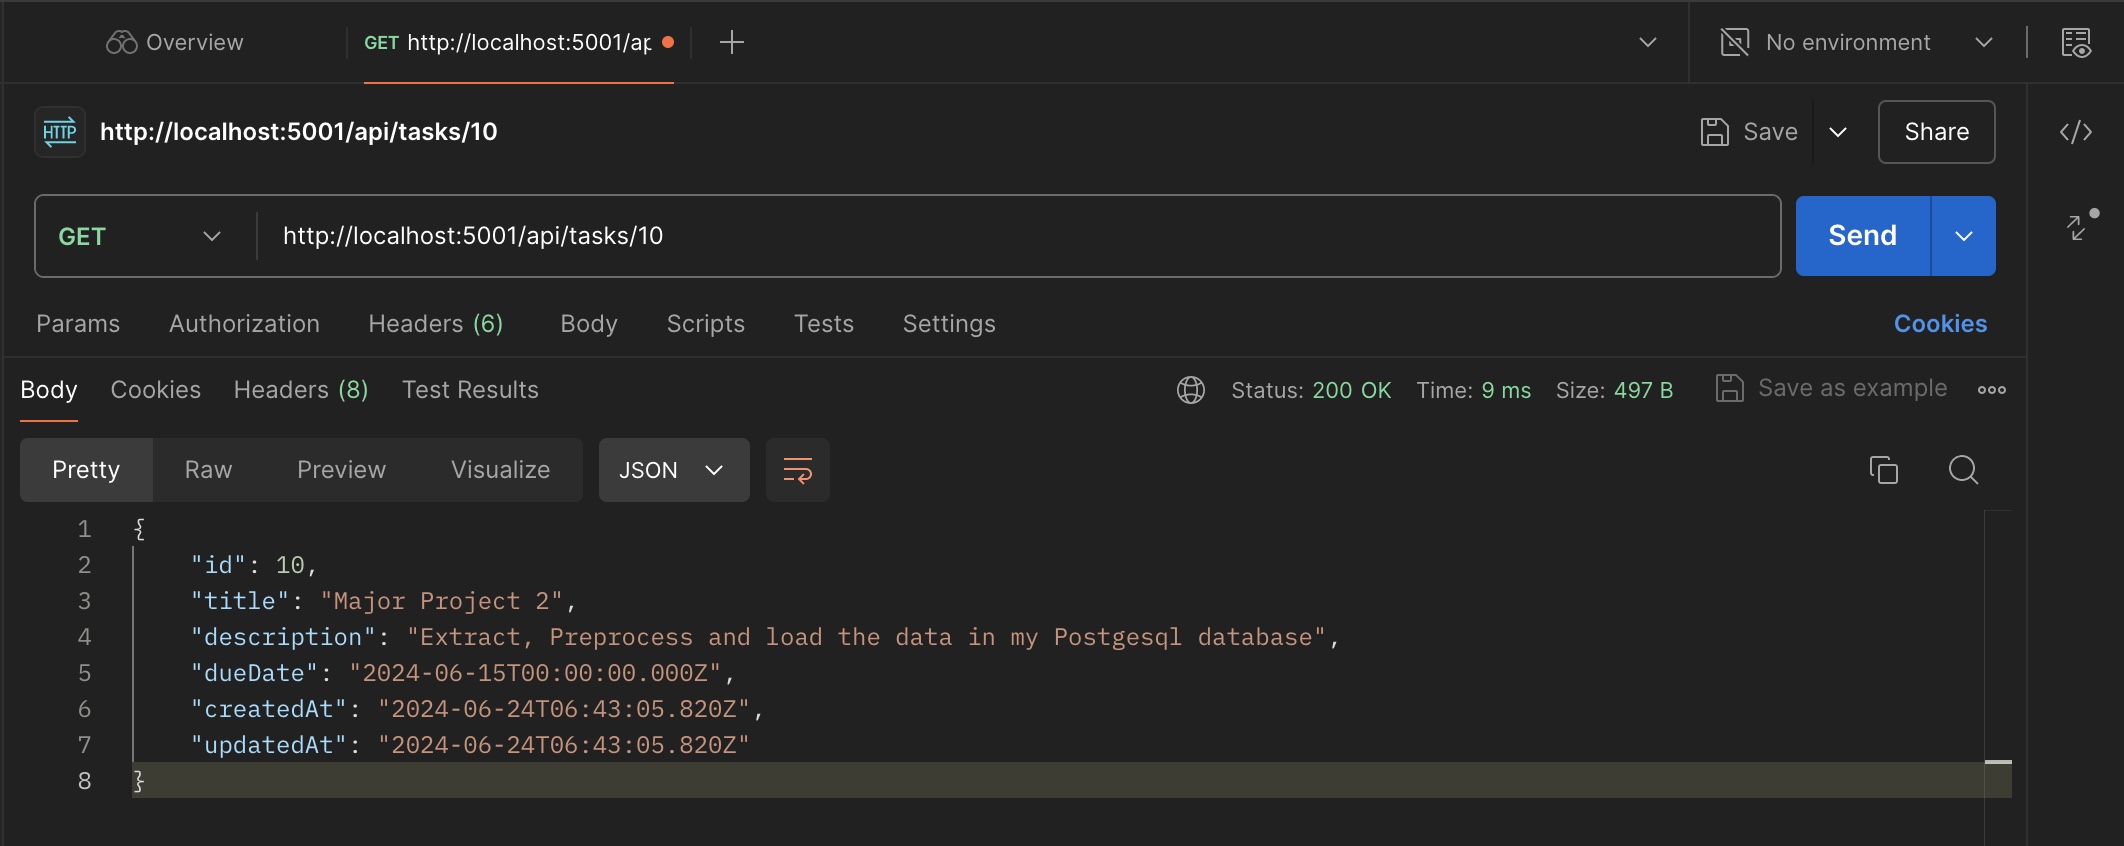 Overview GET http://localhost:5001/ap No environment
HTTP http://localhost:5001/api/tasks/10 Save Share
GET http://localhost:5001/api/tasks/10 Send
Params Authorization Headers (6) Body Scripts Tests Settings Cookies
Body Cookies Headers (8) Test Results Status: 200 OK Time: 9 ms Size: 497 B Save as example
Pretty Raw Preview Visualize JSON
1 {
2 "id": 10,
3 "title": "Major Project 2",
4 "description": "Extract, Preprocess and load the data in my Postgesql database",
5 "dueDate": "2024-06-15T00:00:00.000Z",
6 "createdAt": "2024-06-24T06:43:05.820Z",
7 "updatedAt": "2024-06-24T06:43:05.820Z"
8 }